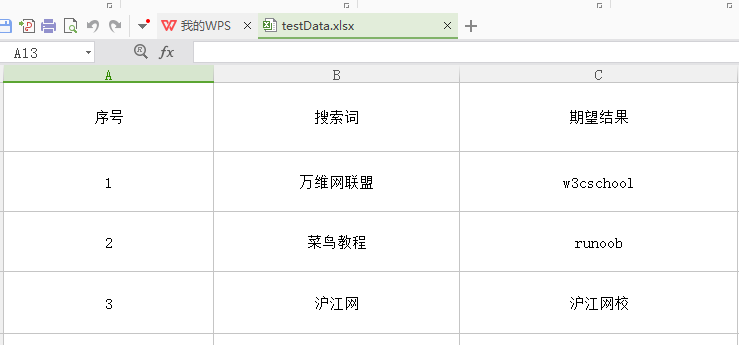 我的WPS testData.xlsx
A13 fx
A B C
序号 搜索词 期望结果
1 万维网联盟 w3cschool
2 菜鸟教程 runoob
3 沪江网 沪江网校